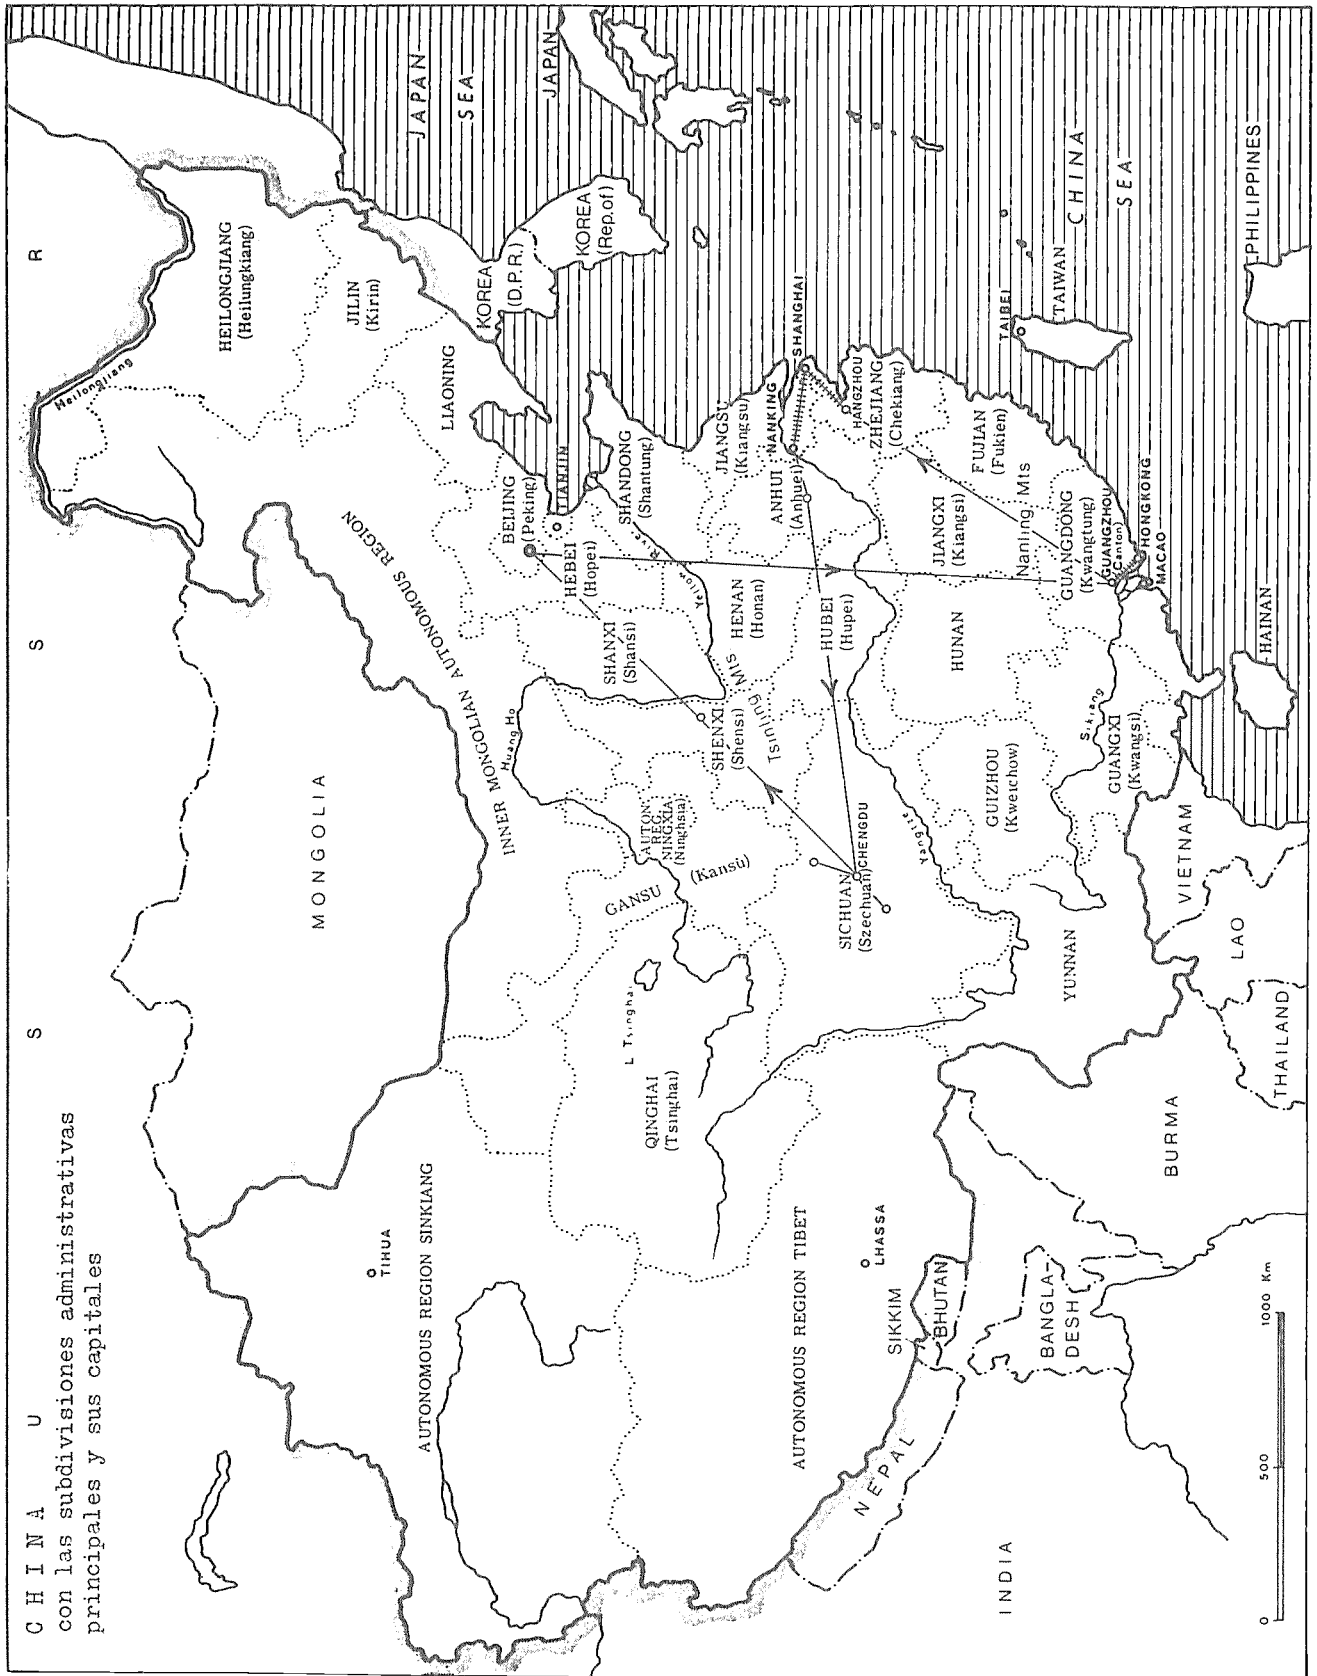 C H I N A
con las subdivisiones administrativas
principales y sus capitales
U S S R
MONGOLIA
HEILONGJIANG
(Heilungkiang)
Heilongjiang
JILIN
(Kirin)
LIAONING
JAPAN
SEA
JAPAN
KOREA
(D.P.R.)
KOREA
(Rep.of)
INNER MONGOLIAN AUTONOMOUS REGION
AUTONOMOUS REGION
TIHUA
AUTONOMOUS REGION SINKIANG
BEIJING
(Peking)
TIANJIN
HEBEI
(Hopei)
SHANXI
(Shansi)
SHANDONG
(Shantung)
Yellow River
Huang Ho
AUTON.
REG.
NINGXIA
(Ninghsia)
GANSU (Kansu)
L Tsinghai
QINGHAI
(Tsinghai)
SHENXI
(Shensi)
Tsinling Mts
HENAN
(Honan)
JIANGSU
(Kiangsu)
NANKING
SHANGHAI
ANHUI
(Anhuei)
HANGZHOU
ZHEJIANG
(Chekiang)
HUBEI
(Hupei)
CHENGDU
SICHUAN
(Szechuan)
Yangtze
AUTONOMOUS REGION TIBET
LHASSA
SIKKIM
BHUTAN
NEPAL
INDIA
BANGLA-
DESH
BURMA
YUNNAN
GUIZHOU
(Kweichow)
HUNAN
JIANGXI
(Kiangsi)
FUJIAN
(Fukien)
Nanling Mts
GUANGDONG
(Kwangtung)
GUANGZHOU
(Canton)
HONGKONG
MACAO
Sikiang
GUANGXI
(Kwangsi)
VIETNAM
LAO
THAILAND
HAINAN
TAIBEI
TAIWAN
CHINA
SEA
PHILIPPINES
0 500 1000 Km